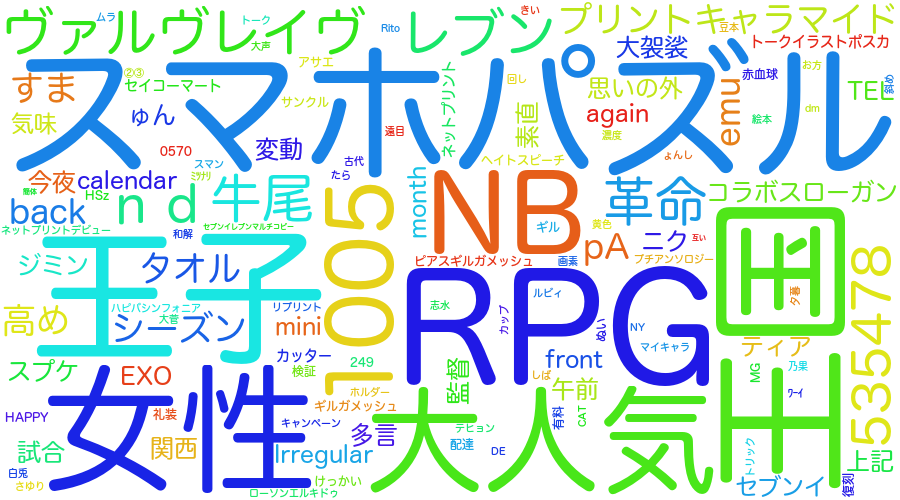 ムラ
トーク
Rito
きい
豆本
ヴァルヴレイヴ
レブン
プリントキャラマイド
大声
大袈裟
トークイラストポスカ
アサエ
②③
セイコーマート
スマホパズル
回し
赤血球
お方
斜め
すま
思いの外
TEL
サンクル
ネットプリント
素直
again
emu
dm
絵本
気味
ゅん
遠目
濃度
変動
0570
古代
ヘイトスピーチ
ょんし
スマン
たら
今夜
calendar
HSz
牛尾
1005
month
NB
革命
コラボスローガン
back
nd
ギル
黄色
ネットプリントデビュー
和解
セブンイレブンマルチコピー
pA
ニク
互い
ジミン
王子
タオル
ピアスギルガメッシュ
画素
プチアンソロジー
国王
夕暮
535478
ハピバシンフォニア
リプリント
志水
ルビィ
高め
大菅
シーズン
mini
RPG
カップ
ぬい
NY
マイキャラ
ティア
カッター
スプケ
EXO
検証
249
監督
front
しば
午前
MG
乃果
ホルダー
ギルガメッシュ
ワーイ
HAPPY
礼装
女性
キャンペーン
大人気
有料
CAT
試合
関西
多言
テヒョン
配達
DE
トリック
上記
白兎
Irregular
さゆり
けっかい
ローソンエルキドゥ
セブンイ
復刻